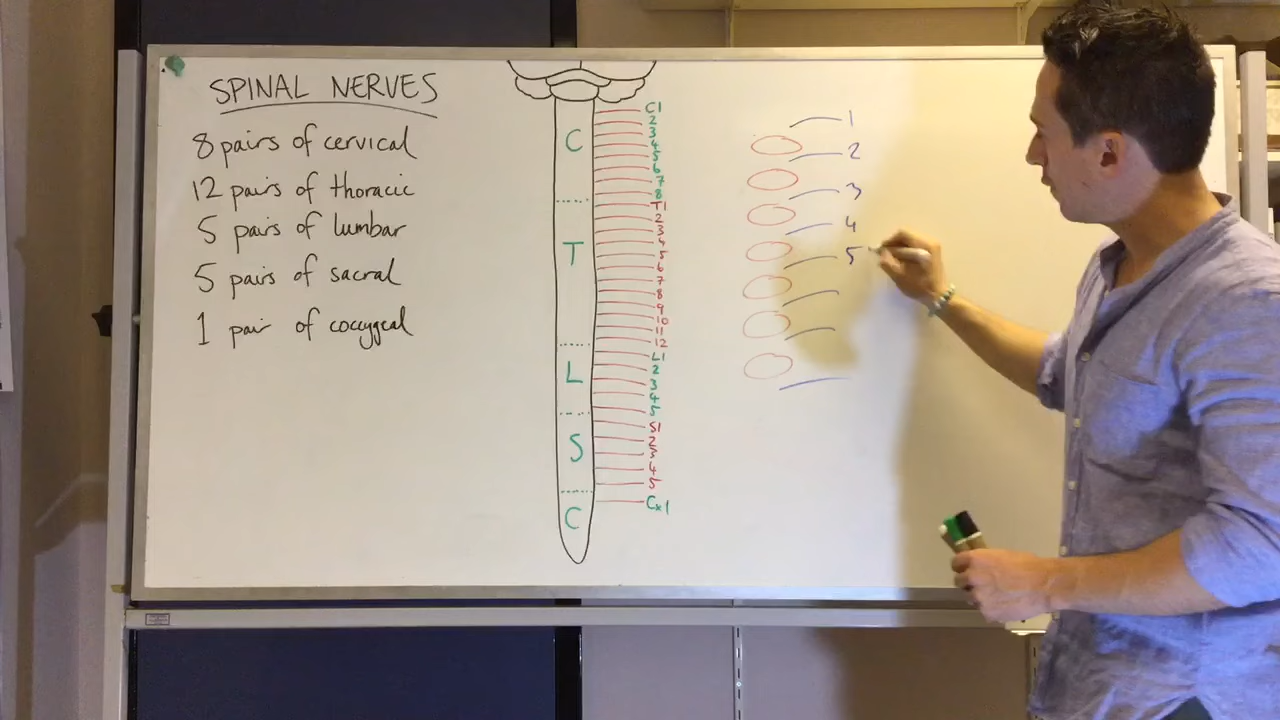 SPINAL NERVES
8 pairs of cervical
12 pairs of thoracic
5 pairs of lumbar
5 pairs of sacral
1 pair of coccygeal
C
T
L
S
C
C1
2
3
4
5
6
7
8
T1
2
3
4
5
6
7
8
9
10
11
12
L1
2
3
4
5
S1
2
3
4
5
Cx1
1
2
3
4
5